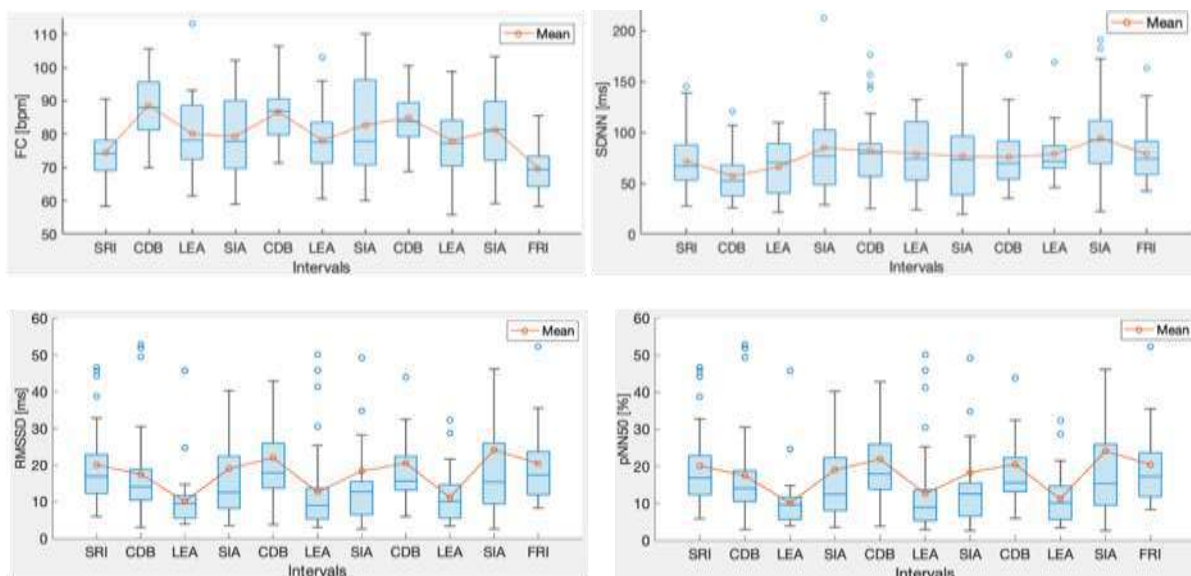 FC [bpm]
110
100
90
80
70
60
50
Mean
SRI CDB LEA SIA CDB LEA SIA CDB LEA SIA FRI
Intervals
SDNN [ms]
200
150
100
50
0
Mean
SRI CDB LEA SIA CDB LEA SIA CDB LEA SIA FRI
Intervals
RMSSD [ms]
60
50
40
30
20
10
0
Mean
SRI CDB LEA SIA CDB LEA SIA CDB LEA SIA FRI
Intervals
pNN50 [%]
60
50
40
30
20
10
0
Mean
SRI CDB LEA SIA CDB LEA SIA CDB LEA SIA FRI
Intervals